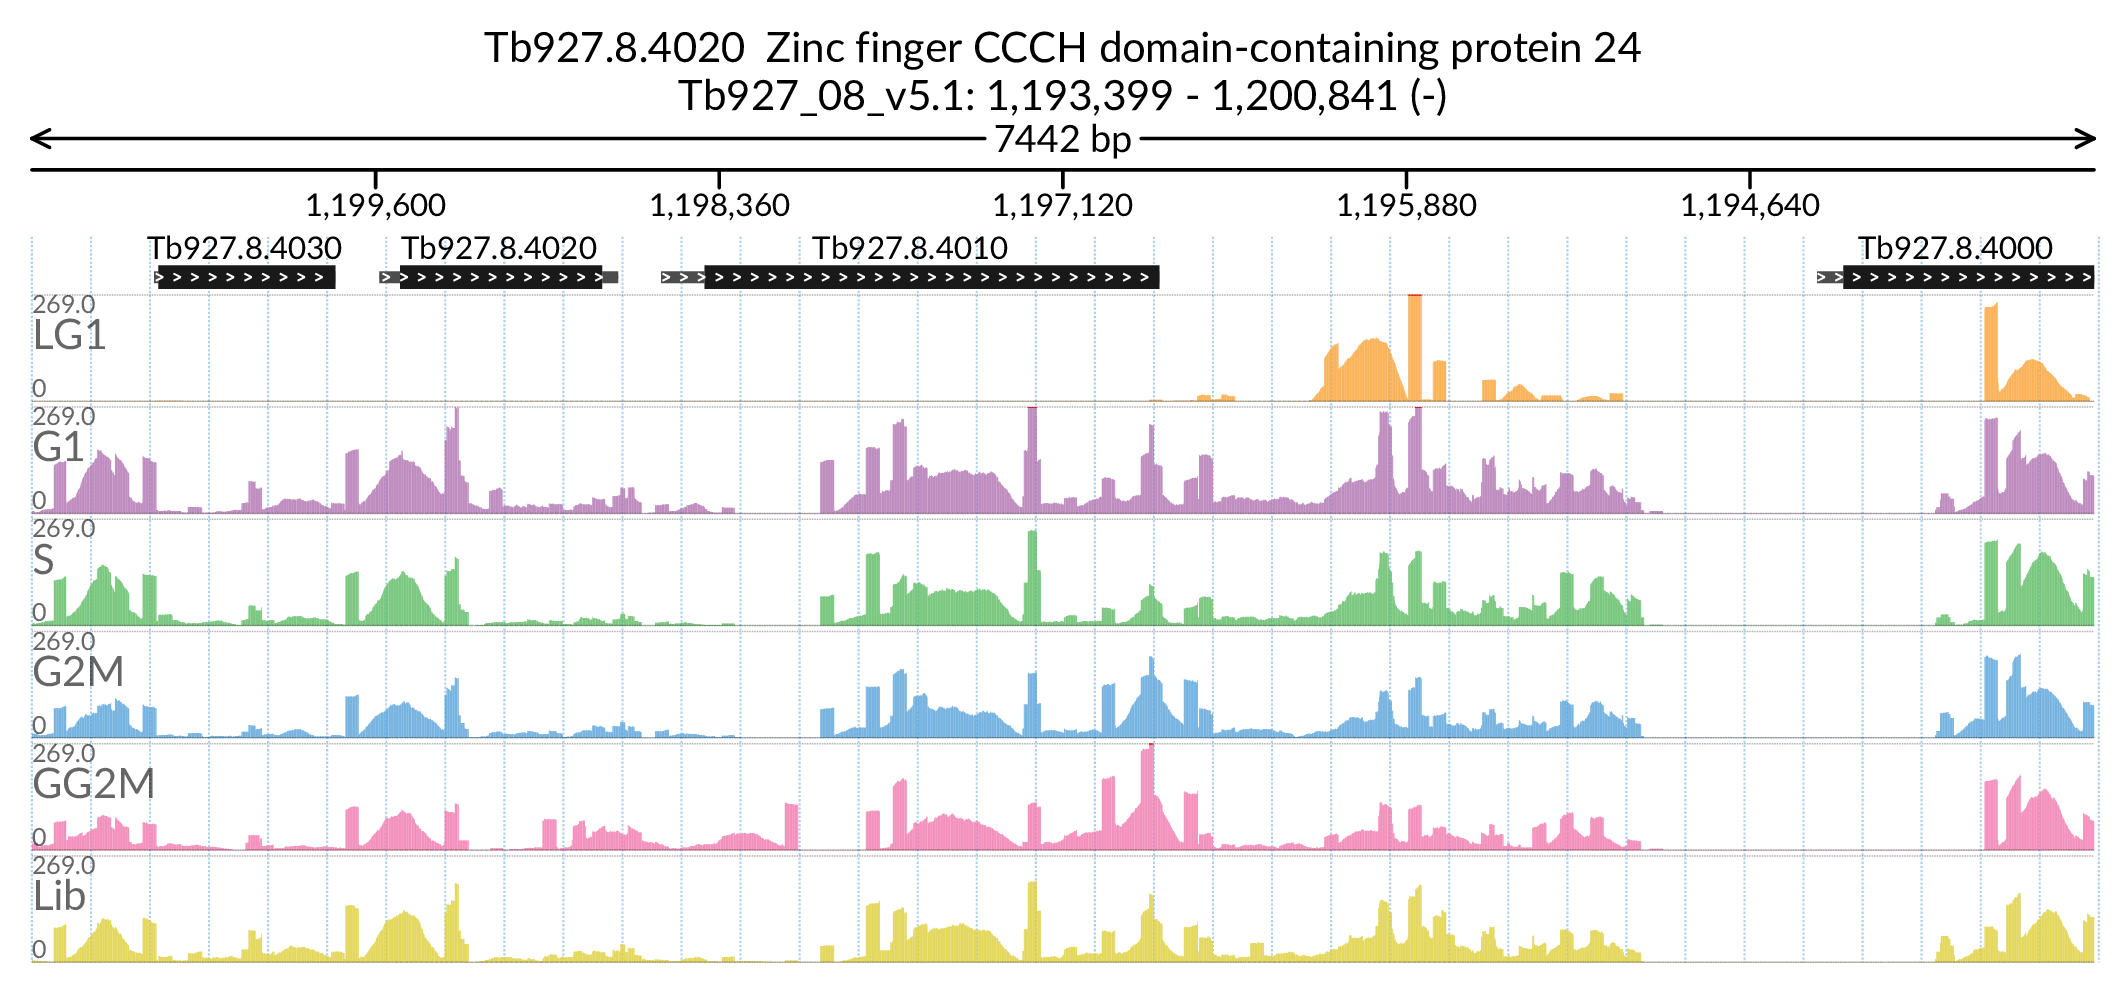 Tb927.8.4020 Zinc finger CCCH domain-containing protein 24
Tb927_08_v5.1: 1,193,399 - 1,200,841 (-)
7442 bp
1,199,600 1,198,360 1,197,120 1,195,880 1,194,640
Tb927.8.4030 Tb927.8.4020 Tb927.8.4010 Tb927.8.4000
269.0
LG1
0
269.0
G1
0
269.0
S
0
269.0
G2M
0
269.0
GG2M
0
269.0
Lib
0